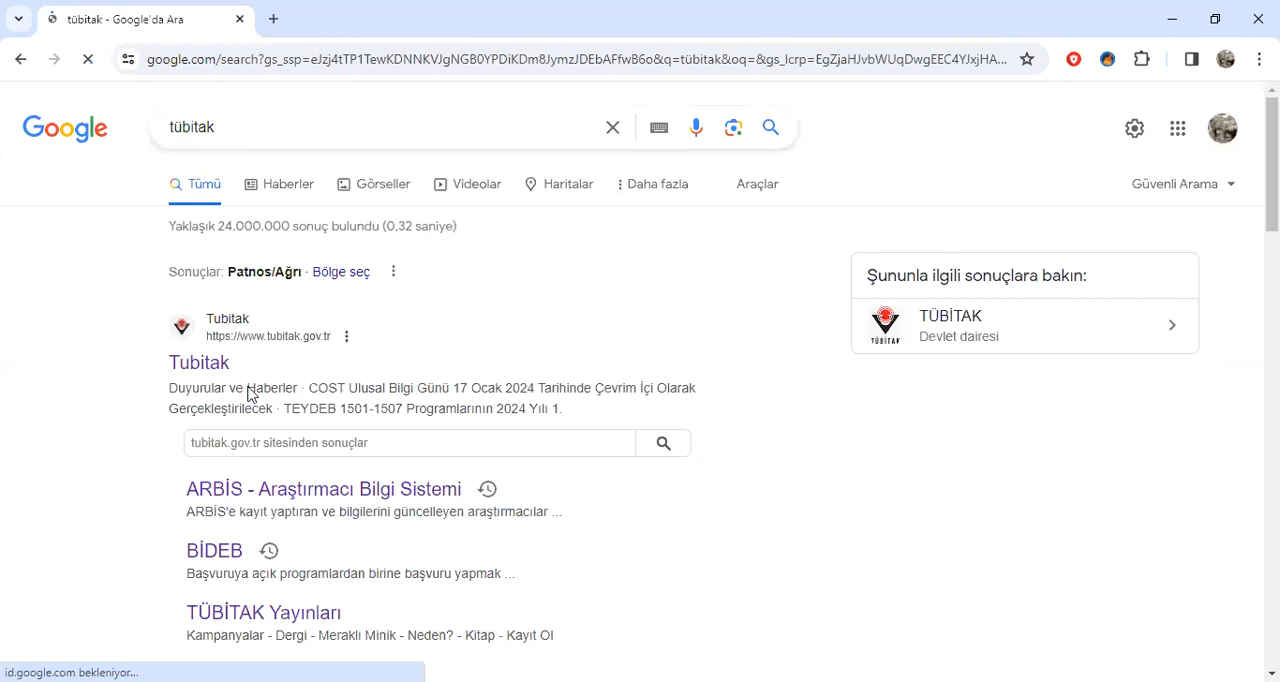 tübitak - Google'da Ara
google.com/search?gs_ssp=eJzj4tTP1TewKDNNKVJgNGB0YPDiKDm8JymzJDEbAFfwB6o&q=tübitak&oq=&gs_lcrp=EgZjaHJvbWUqDwgEEC4YJxjHA...
Google
tübitak
Tümü
Haberler
Görseller
Videolar
Haritalar
Daha fazla
Araçlar
Güvenli Arama
Yaklaşık 24.000.000 sonuç bulundu (0,32 saniye)
Sonuçlar: Patnos/Ağrı · Bölge seç
Şununla ilgili sonuçlara bakın:
TÜBİTAK
TÜBİTAK
Devlet dairesi
Tubitak
https://www.tubitak.gov.tr
Tubitak
Duyurular ve Haberler · COST Ulusal Bilgi Günü 17 Ocak 2024 Tarihinde Çevrim İçi Olarak
Gerçekleştirilecek · TEYDEB 1501-1507 Programlarının 2024 Yılı 1.
tubitak.gov.tr sitesinden sonuçlar
ARBİS - Araştırmacı Bilgi Sistemi
ARBİS'e kayıt yaptıran ve bilgilerini güncelleyen araştırmacılar ...
BİDEB
Başvuruya açık programlardan birine başvuru yapmak ...
TÜBİTAK Yayınları
Kampanyalar - Dergi - Meraklı Minik - Neden? - Kitap - Kayıt Ol
id.google.com bekleniyor...